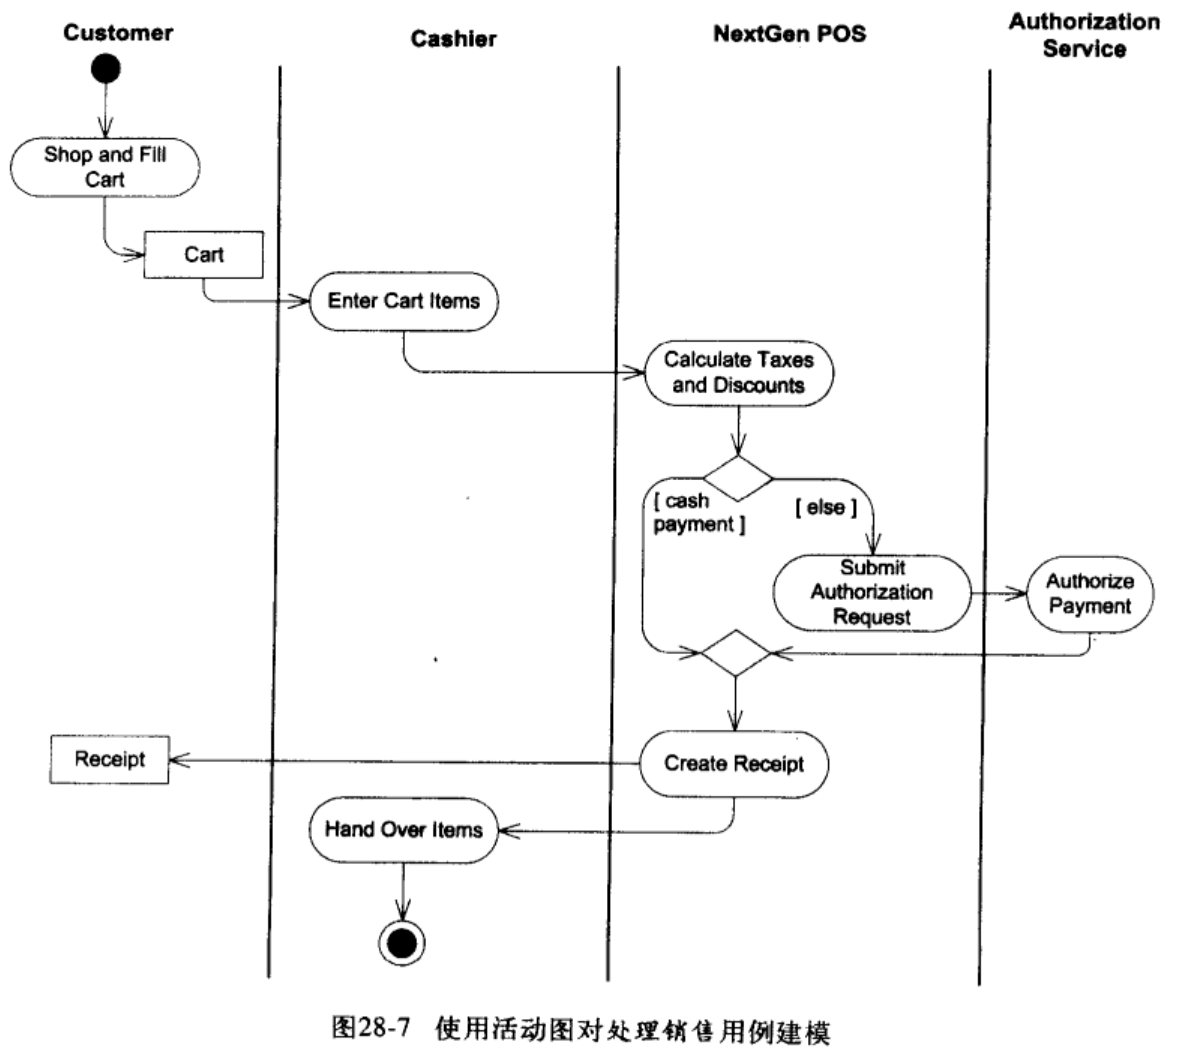 Customer
Cashier
NextGen POS
Authorization
Service
Shop and Fill
Cart
Cart
Enter Cart Items
Calculate Taxes
and Discounts
[ cash
payment ]
[ else ]
Submit
Authorization
Request
Authorize
Payment
Receipt
Create Receipt
Hand Over Items
图28-7 使用活动图对处理销售用例建模